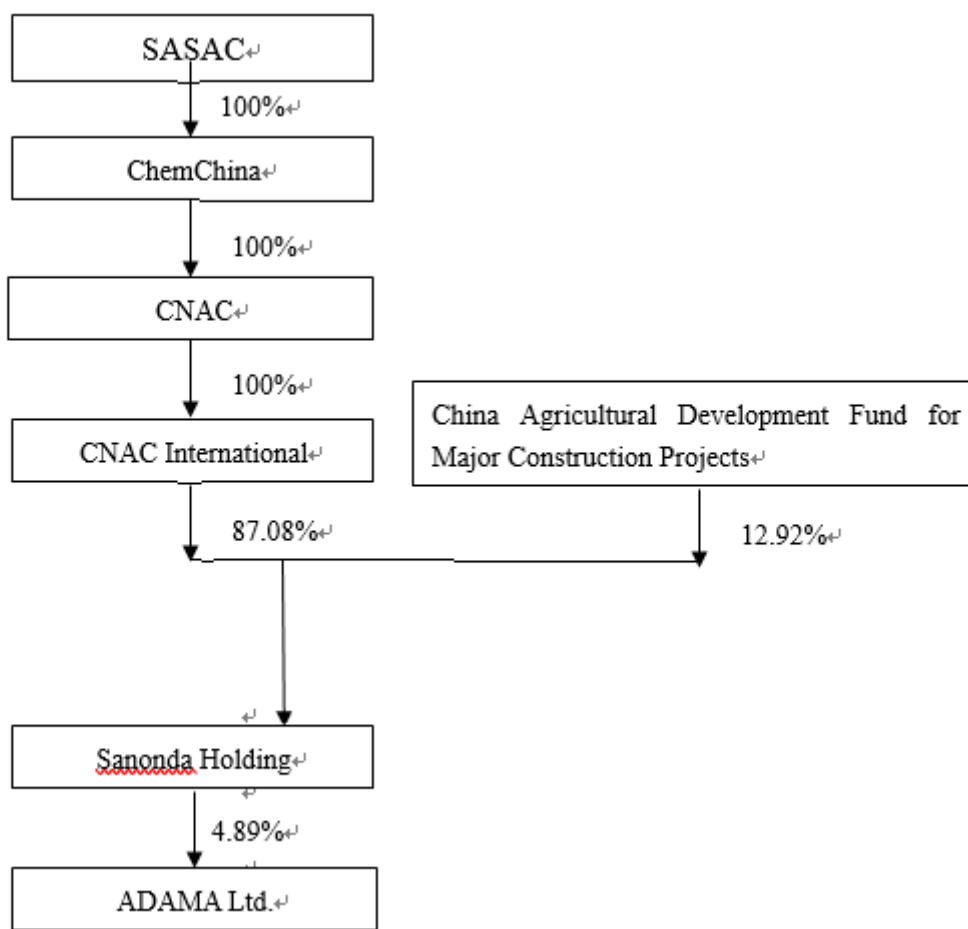 SASAC
100%
ChemChina
100%
CNAC
100%
CNAC International
China Agricultural Development Fund for
Major Construction Projects
87.08%
12.92%
Sanonda Holding
4.89%
ADAMA Ltd.